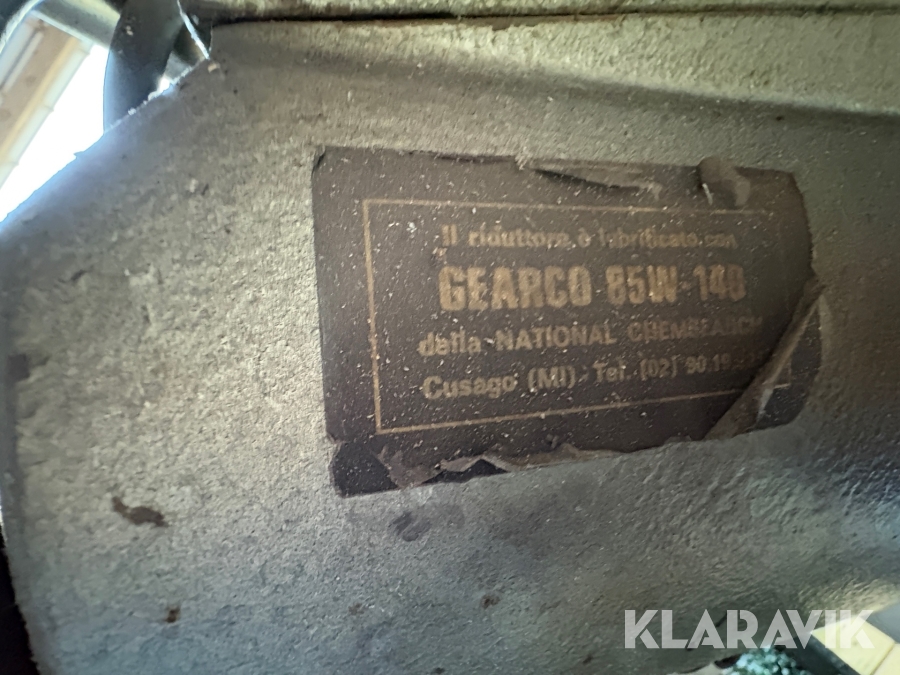 Il riduttore è lubrificato con
GEARCO 85W-140
della NATIONAL CHEMSEARCH
Cusago (MI) Tel. (02) 90.19
KLARAVIK